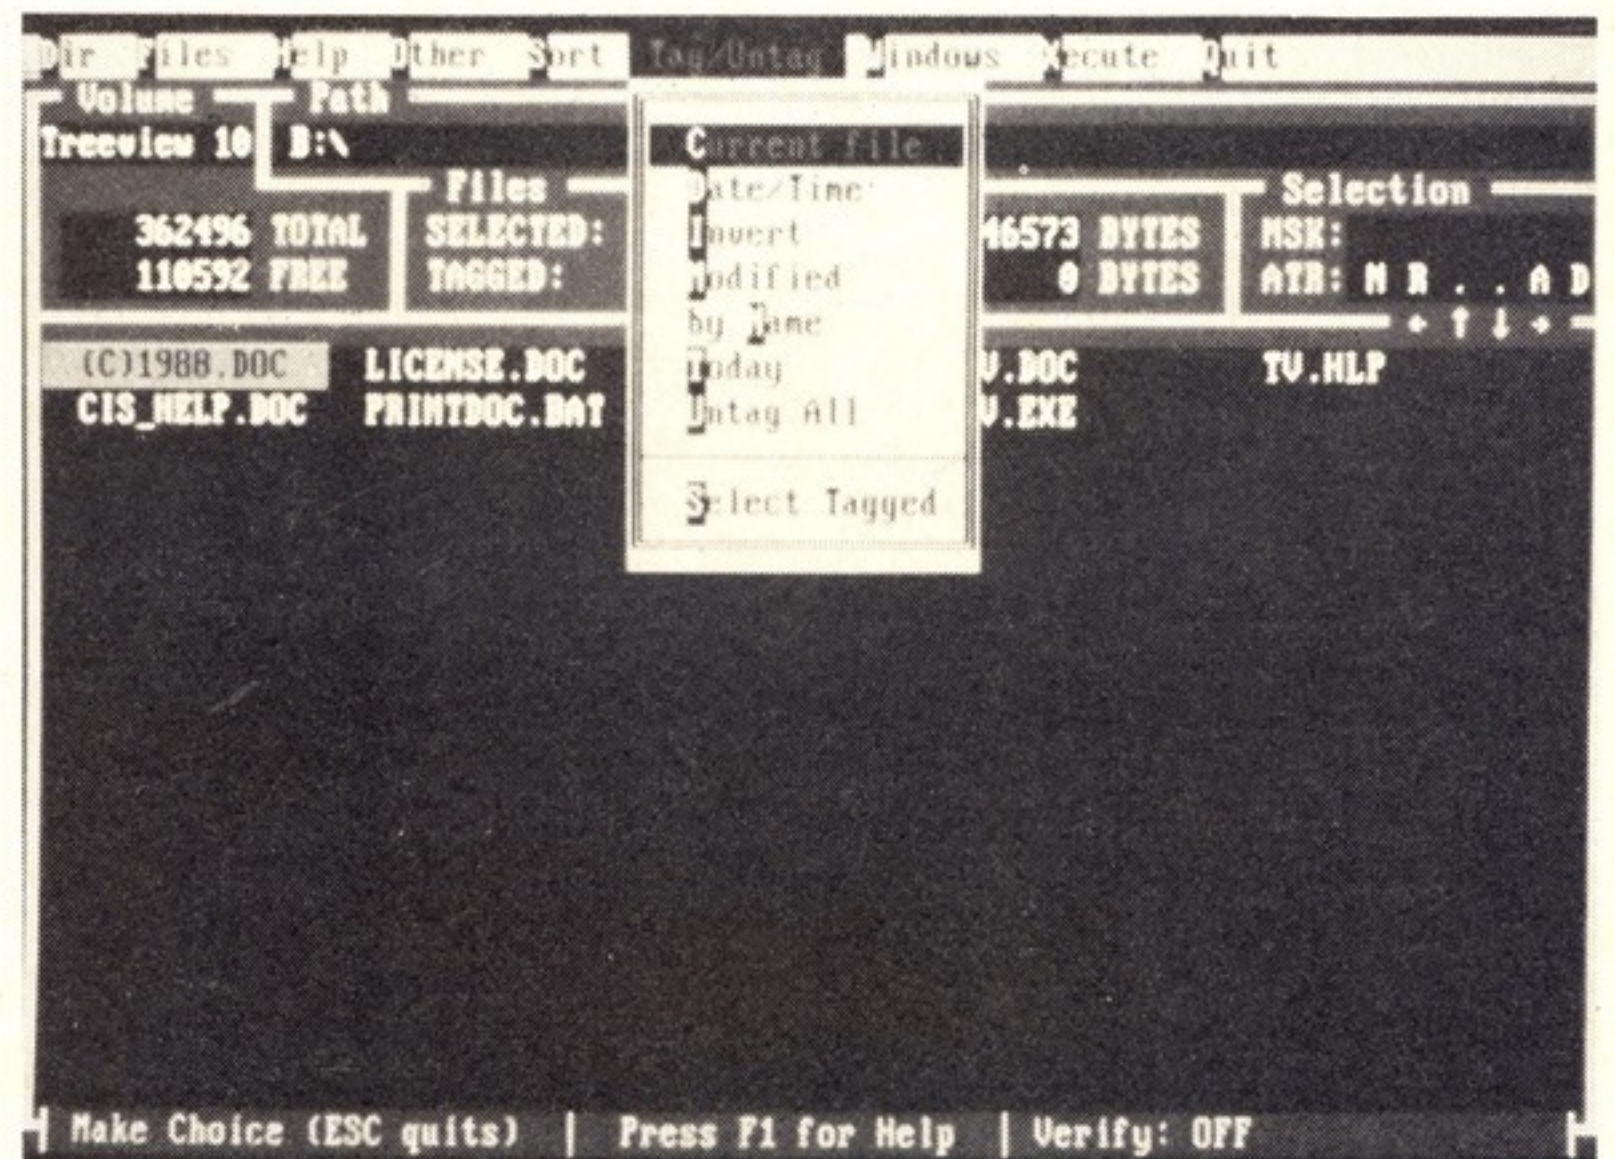 Dir Files Help Other Sort Tag/Untag Windows Xecute Quit
Volume Path
Treeview 10 B:\
Files Selection
362496 TOTAL SELECTED: 46573 BYTES MSK:
110592 FREE TAGGED: 0 BYTES ATR: N R . . A D
← ↑ ↓ →
Current file
Date/Time
Invert
Modified
by Name
Today
Untag All
Select Tagged
(C)1988.DOC LICENSE.DOC V.DOC TV.HLP
CIS_HELP.DOC PRINTDOC.BAT V.EXE
Make Choice (ESC quits) | Press F1 for Help | Verify: OFF